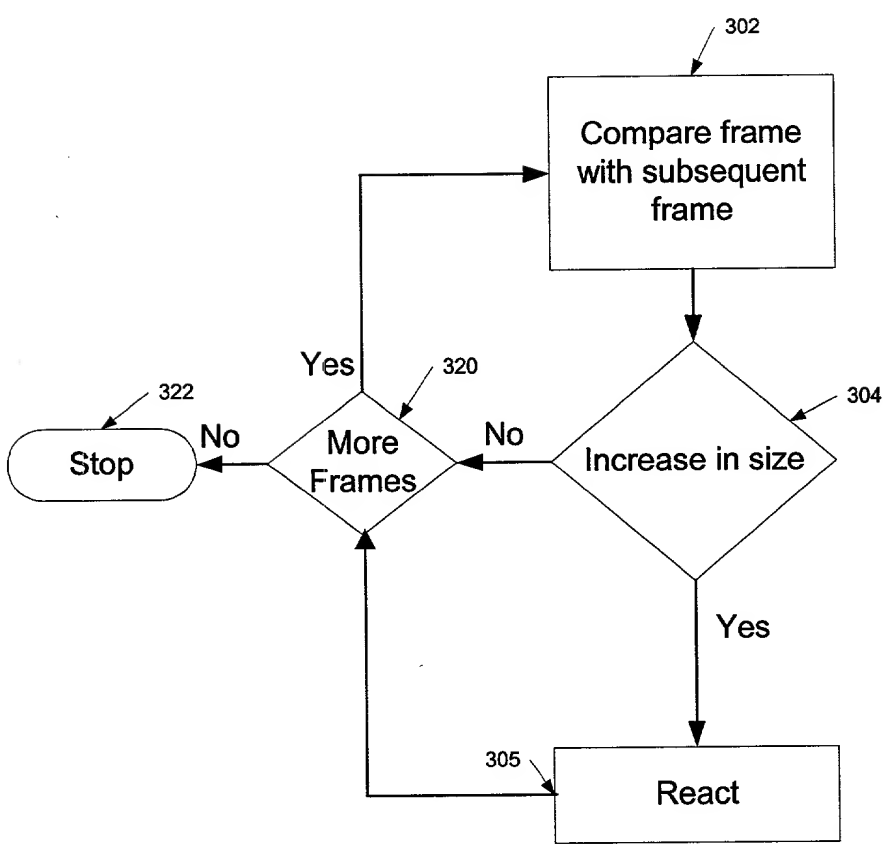 302
Compare frame
with subsequent
frame
Yes
320
304
322
No
No
More
Frames
Stop
Increase in size
Yes
305
React